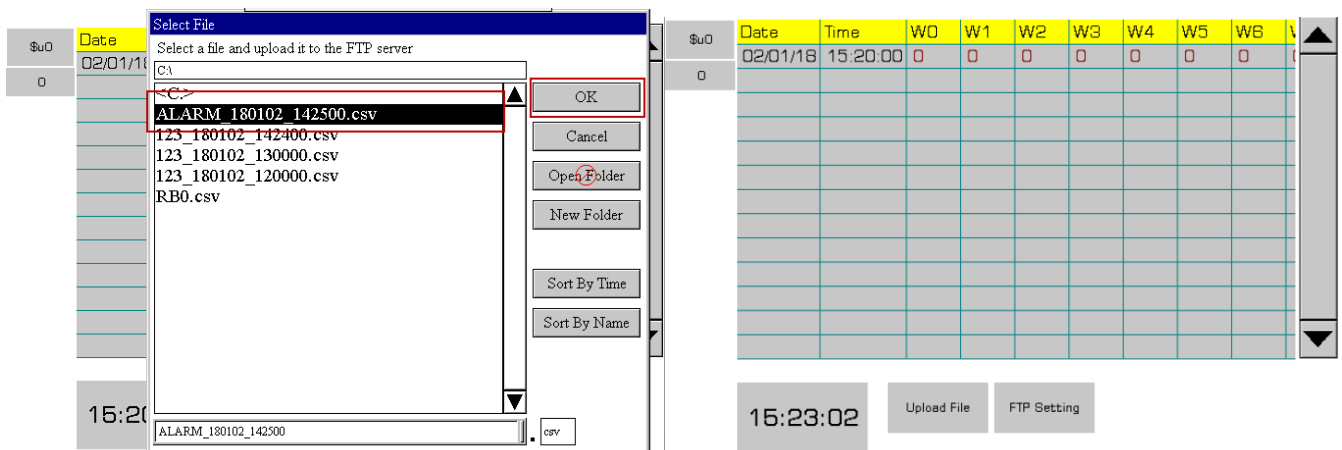 $u0
0
Date
02/01/18
15:20
Select File
Select a file and upload it to the FTP server
C:\
<C:>
ALARM_180102_142500.csv
123_180102_142400.csv
123_180102_130000.csv
123_180102_120000.csv
RB0.csv
OK
Cancel
Open Folder
New Folder
Sort By Time
Sort By Name
ALARM_180102_142500 . csv
$u0
0
Date Time W0 W1 W2 W3 W4 W5 W6
02/01/18 15:20:00 0 0 0 0 0 0 0
15:23:02
Upload File
FTP Setting